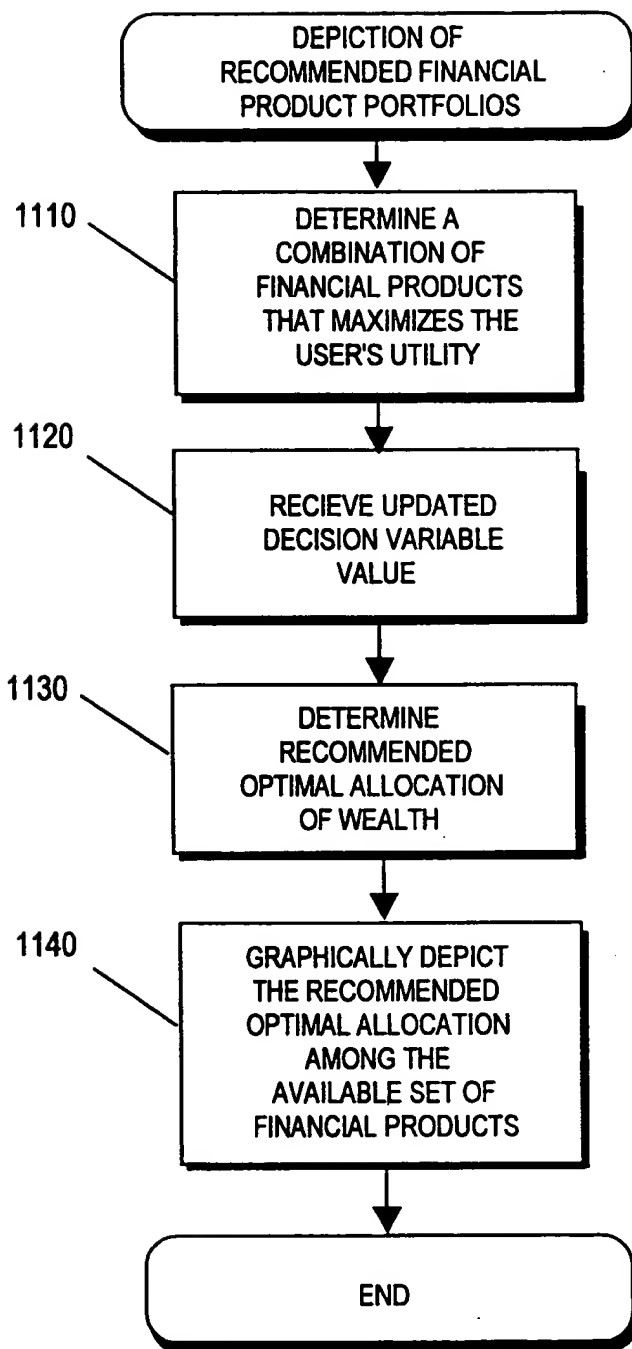 DEPICTION OF
RECOMMENDED FINANCIAL
PRODUCT PORTFOLIOS
1110
DETERMINE A
COMBINATION OF
FINANCIAL PRODUCTS
THAT MAXIMIZES THE
USER'S UTILITY
1120
RECIEVE UPDATED
DECISION VARIABLE
VALUE
1130
DETERMINE
RECOMMENDED
OPTIMAL ALLOCATION
OF WEALTH
1140
GRAPHICALLY DEPICT
THE RECOMMENDED
OPTIMAL ALLOCATION
AMONG THE
AVAILABLE SET OF
FINANCIAL PRODUCTS
END